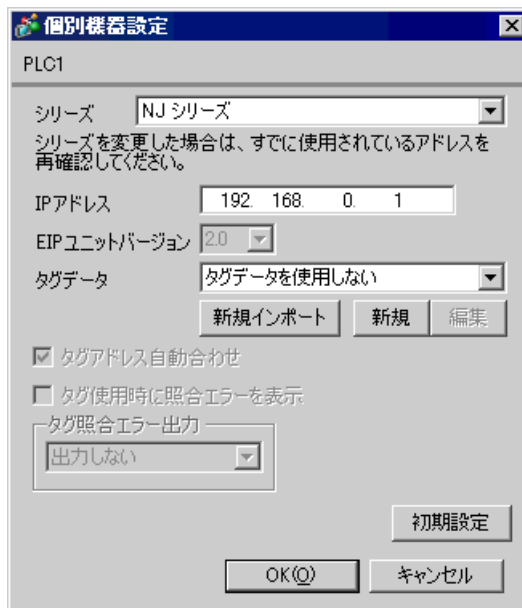 個別機器設定
PLC1
シリーズ NJ シリーズ
シリーズを変更した場合は、すでに使用されているアドレスを
再確認してください。
IPアドレス 192. 168. 0. 1
EIPユニットバージョン 2.0
タグデータ タグデータを使用しない
新規インポート 新規 編集
タグアドレス自動合わせ
タグ使用時に照合エラーを表示
タグ照合エラー出力
出力しない
初期設定
OK(O) キャンセル